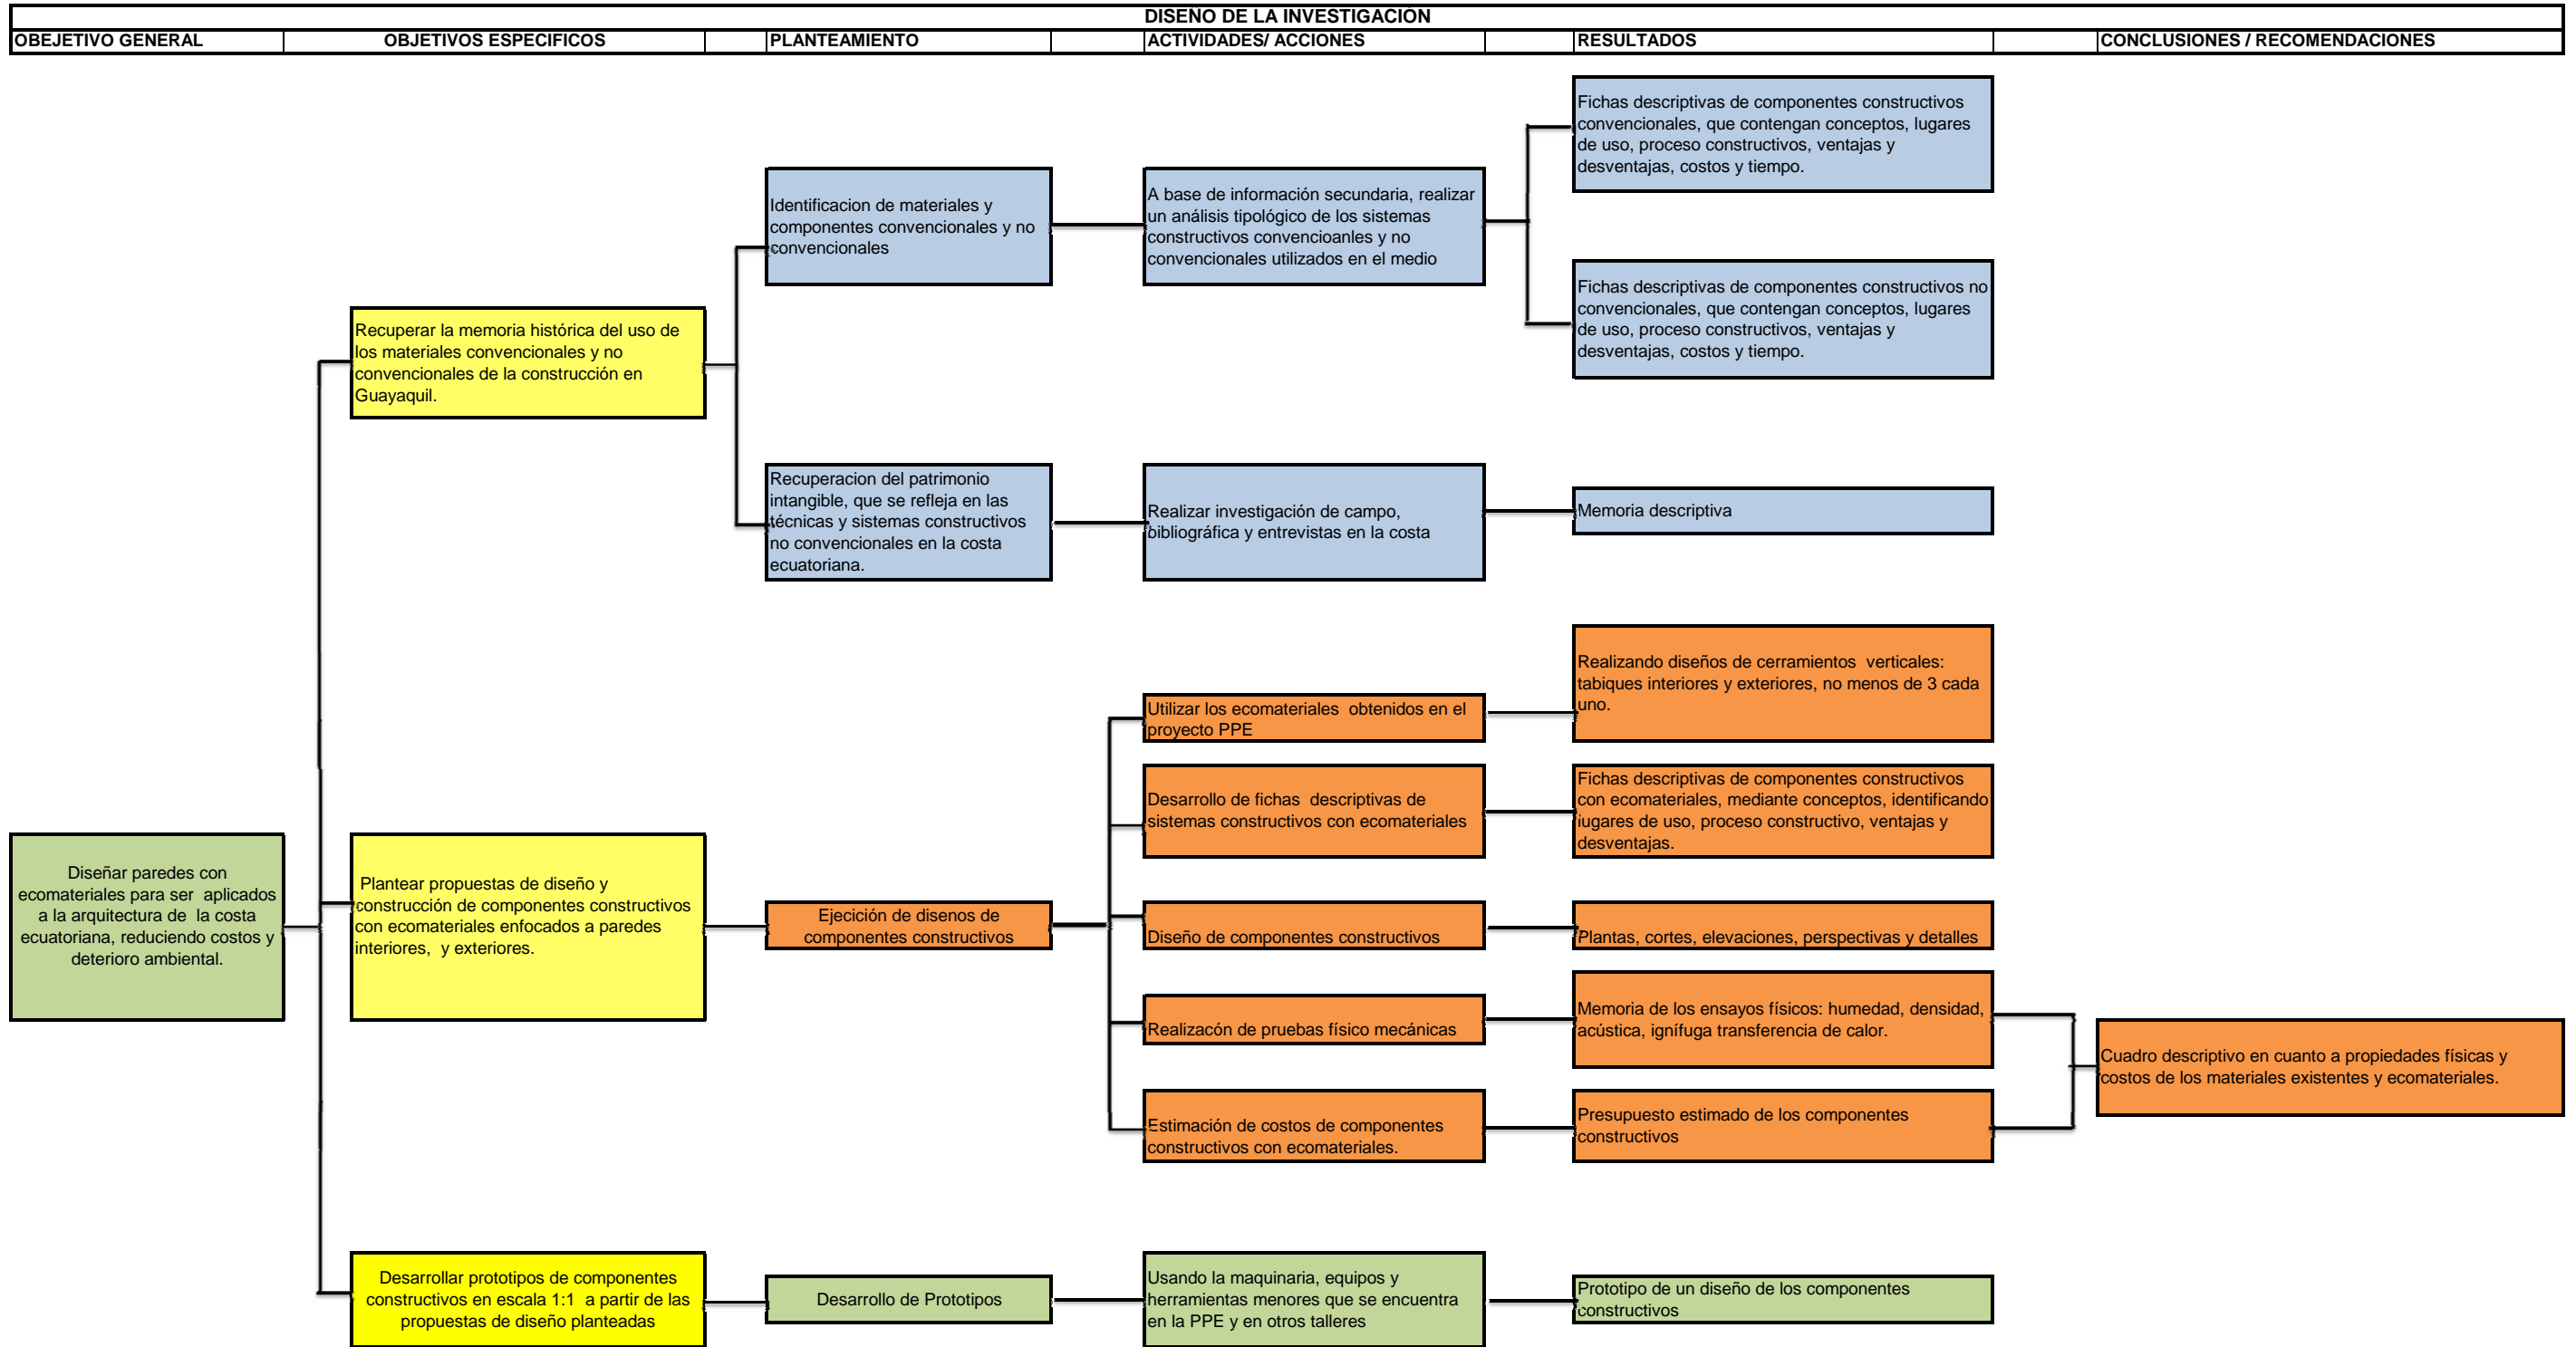 DISEÑO DE LA INVESTIGACIÓN
OBEJETIVO GENERAL
OBJETIVOS ESPECIFICOS
PLANTEAMIENTO
ACTIVIDADES/ ACCIONES
RESULTADOS
CONCLUSIONES / RECOMENDACIONES
Diseñar paredes con
ecomateriales para ser aplicados
a la arquitectura de la costa
ecuatoriana, reduciendo costos y
deterioro ambiental.
Recuperar la memoria histórica del uso de
los materiales convencionales y no
convencionales de la construcción en
Guayaquil.
Identificacion de materiales y
componentes convencionales y no
convencionales
A base de información secundaria, realizar
un análisis tipológico de los sistemas
constructivos convencioanles y no
convencionales utilizados en el medio
Fichas descriptivas de componentes constructivos
convencionales, que contengan conceptos, lugares
de uso, proceso constructivos, ventajas y
desventajas, costos y tiempo.
Fichas descriptivas de componentes constructivos no
convencionales, que contengan conceptos, lugares
de uso, proceso constructivos, ventajas y
desventajas, costos y tiempo.
Recuperacion del patrimonio
intangible, que se refleja en las
técnicas y sistemas constructivos
no convencionales en la costa
ecuatoriana.
Realizar investigación de campo,
bibliográfica y entrevistas en la costa
Memoria descriptiva
Plantear propuestas de diseño y
construcción de componentes constructivos
con ecomateriales enfocados a paredes
interiores, y exteriores.
Ejecición de disenos de
componentes constructivos
Utilizar los ecomateriales obtenidos en el
proyecto PPE
Realizando diseños de cerramientos verticales:
tabiques interiores y exteriores, no menos de 3 cada
uno.
Desarrollo de fichas descriptivas de
sistemas constructivos con ecomateriales
Fichas descriptivas de componentes constructivos
con ecomateriales, mediante conceptos, identificando
lugares de uso, proceso constructivo, ventajas y
desventajas.
Diseño de componentes constructivos
Plantas, cortes, elevaciones, perspectivas y detalles
Realizacón de pruebas físico mecánicas
Memoria de los ensayos físicos: humedad, densidad,
acústica, ignífuga transferencia de calor.
Estimación de costos de componentes
constructivos con ecomateriales.
Presupuesto estimado de los componentes
constructivos
Cuadro descriptivo en cuanto a propiedades físicas y
costos de los materiales existentes y ecomateriales.
Desarrollar prototipos de componentes
constructivos en escala 1:1 a partir de las
propuestas de diseño planteadas
Desarrollo de Prototipos
Usando la maquinaria, equipos y
herramientas menores que se encuentra
en la PPE y en otros talleres
Prototipo de un diseño de los componentes
constructivos